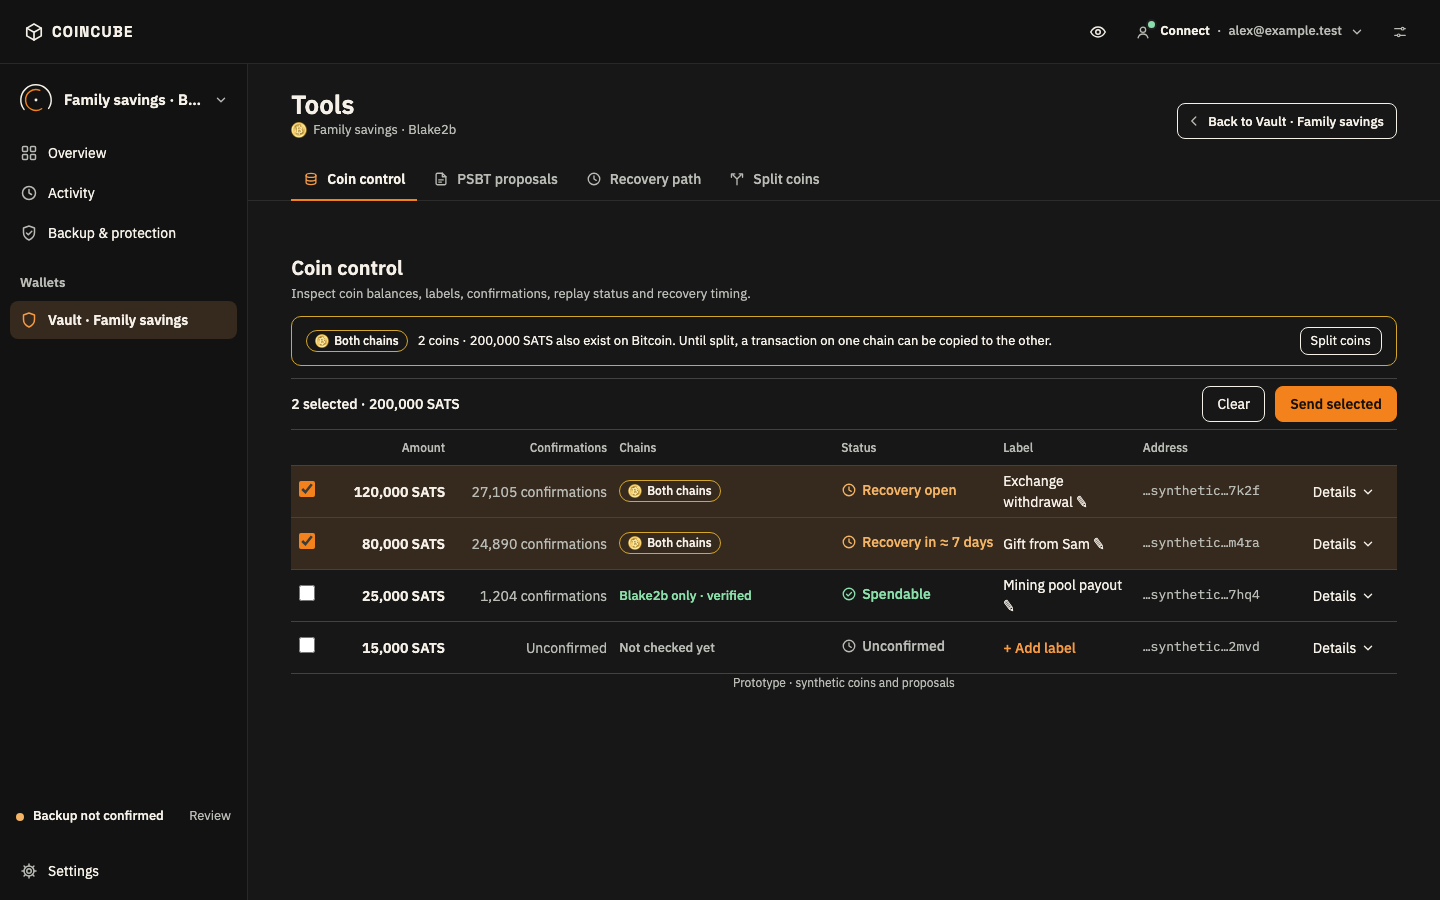 COINCUBE
Connect · alex@example.test
Family savings · B...
Overview
Activity
Backup & protection
Wallets
Vault · Family savings
Backup not confirmed Review
Settings
Tools
Family savings · Blake2b
Back to Vault · Family savings
Coin control PSBT proposals Recovery path Split coins
Coin control
Inspect coin balances, labels, confirmations, replay status and recovery timing.
Both chains 2 coins · 200,000 SATS also exist on Bitcoin. Until split, a transaction on one chain can be copied to the other. Split coins
2 selected · 200,000 SATS Clear Send selected
Amount Confirmations Chains Status Label Address
120,000 SATS 27,105 confirmations Both chains Recovery open Exchange withdrawal ✎ …synthetic…7k2f Details
80,000 SATS 24,890 confirmations Both chains Recovery in ≈ 7 days Gift from Sam ✎ …synthetic…m4ra Details
25,000 SATS 1,204 confirmations Blake2b only · verified Spendable Mining pool payout ✎ …synthetic…7hq4 Details
15,000 SATS Unconfirmed Not checked yet Unconfirmed + Add label …synthetic…2mvd Details
Prototype · synthetic coins and proposals